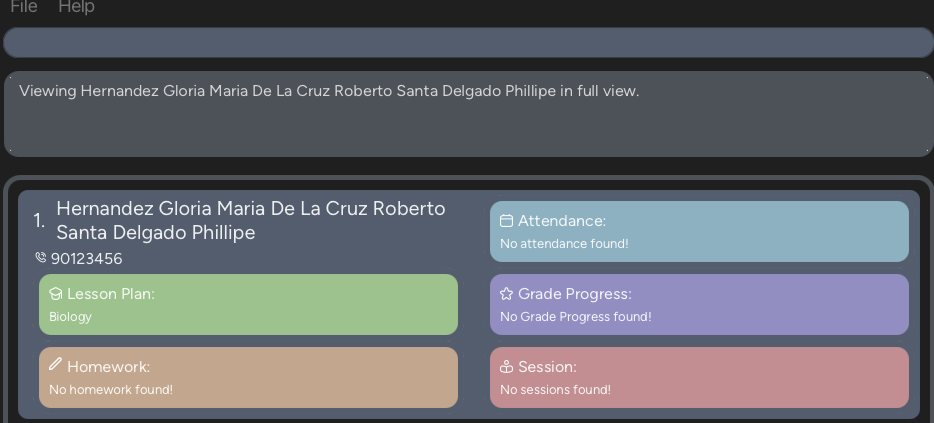 File Help
Viewing Hernandez Gloria Maria De La Cruz Roberto Santa Delgado Phillipe in full view.
1. Hernandez Gloria Maria De La Cruz Roberto
Santa Delgado Phillipe
90123456
Lesson Plan:
Biology
Homework:
No homework found!
Attendance:
No attendance found!
Grade Progress:
No Grade Progress found!
Session:
No sessions found!